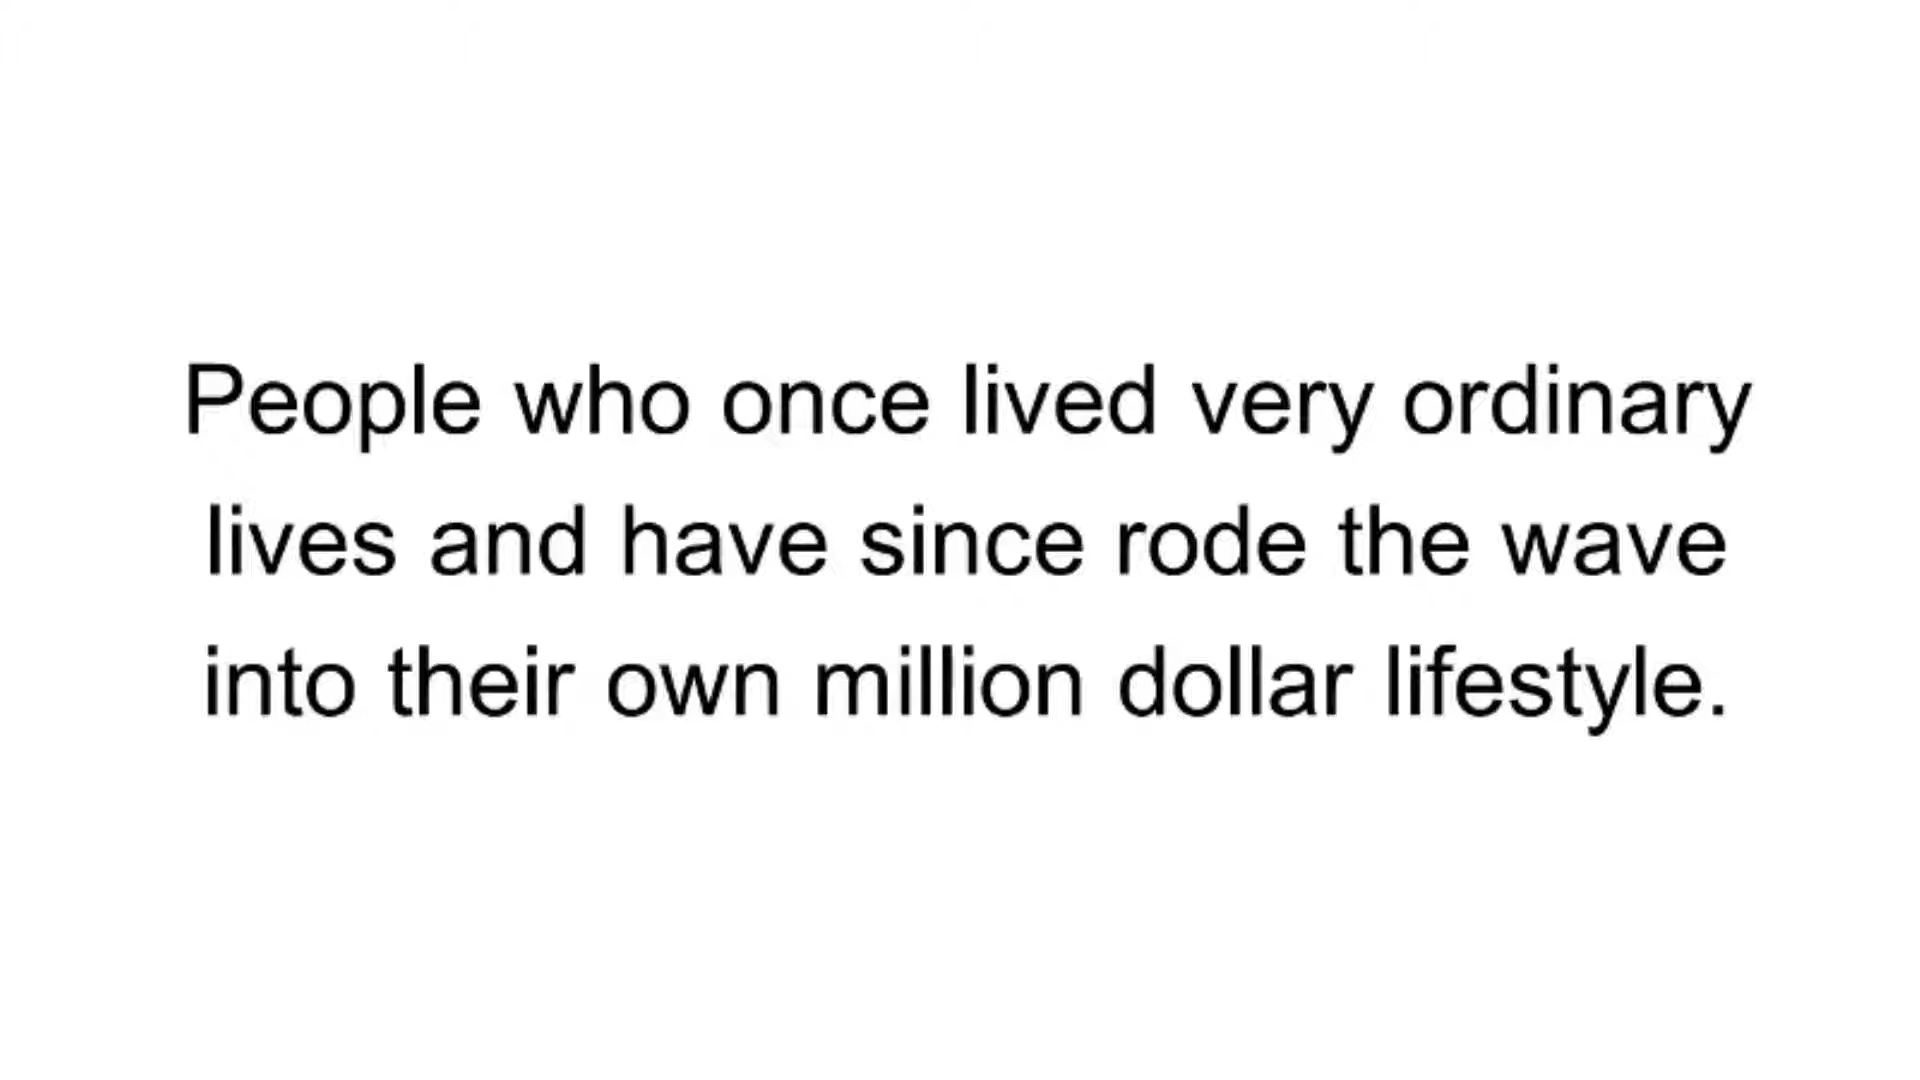 People who once lived very ordinary
lives and have since rode the wave
into their own million dollar lifestyle.